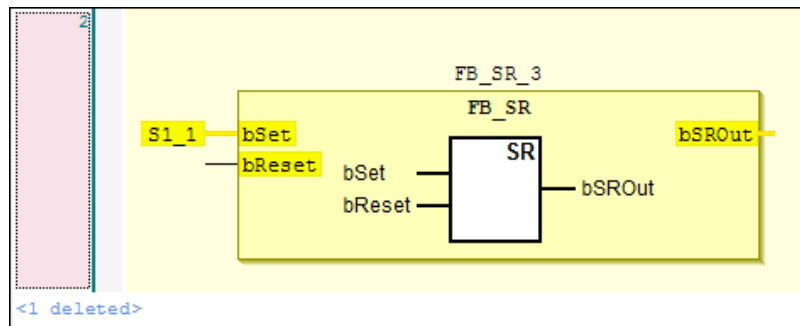 2
FB_SR_3
FB_SR
S1_1 bSet bSROut
bReset
SR
bSet
bSROut
bReset
<1 deleted>